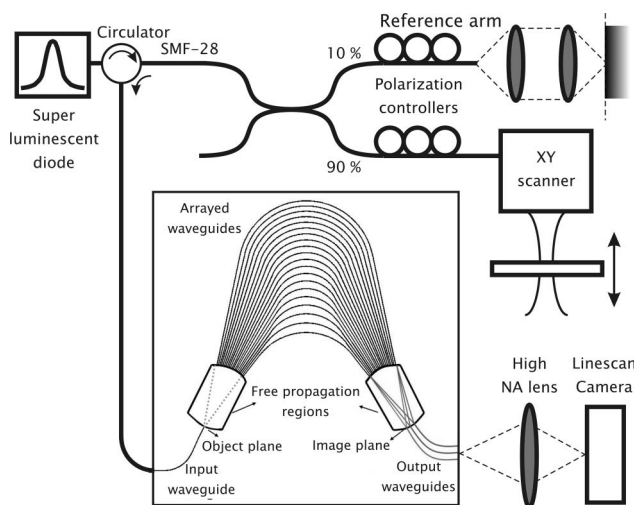 Circulator
SMF-28
10 %
Reference arm
Polarization
controllers
Super
luminescent
diode
90 %
XY
scanner
Arrayed
waveguides
Free propagation
regions
Object plane
Image plane
Input
waveguide
Output
waveguides
High
NA lens
Linescan
Camera